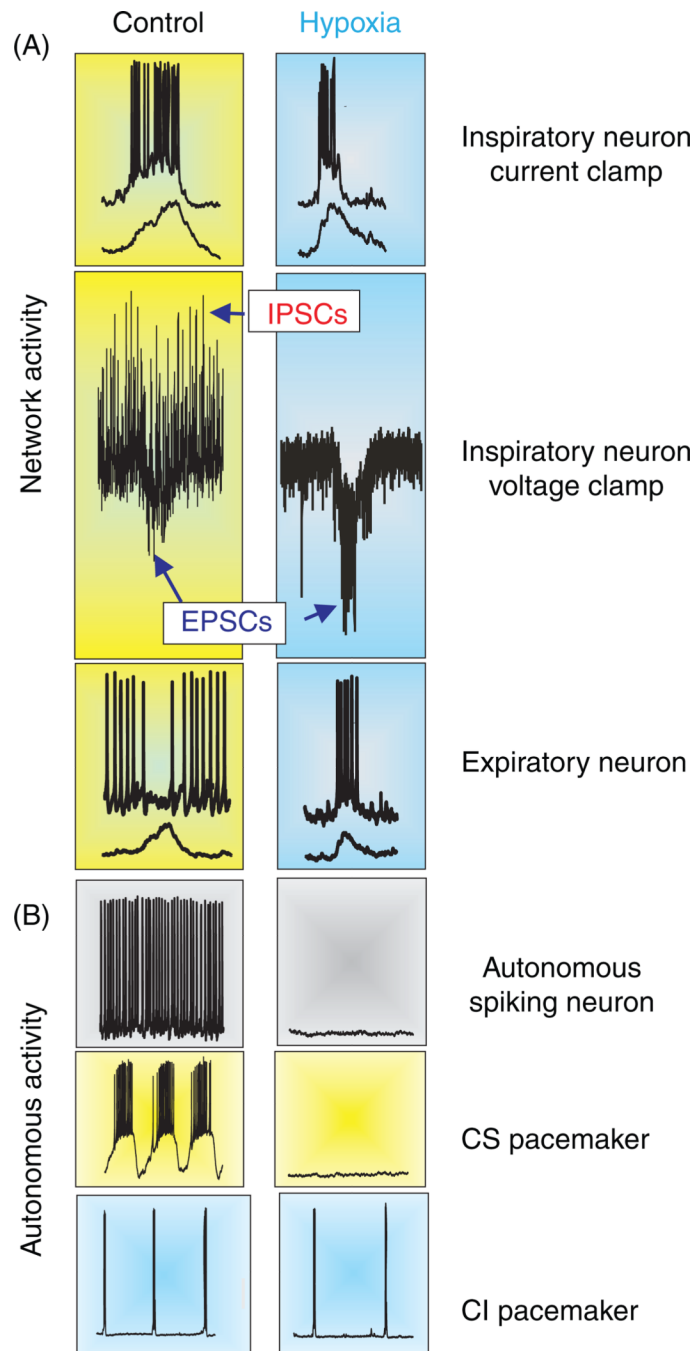 Control
Hypoxia
(A)
Network activity
Inspiratory neuron
current clamp
IPSCs
Inspiratory neuron
voltage clamp
EPSCs
Expiratory neuron
(B)
Autonomous activity
Autonomous
spiking neuron
CS pacemaker
CI pacemaker